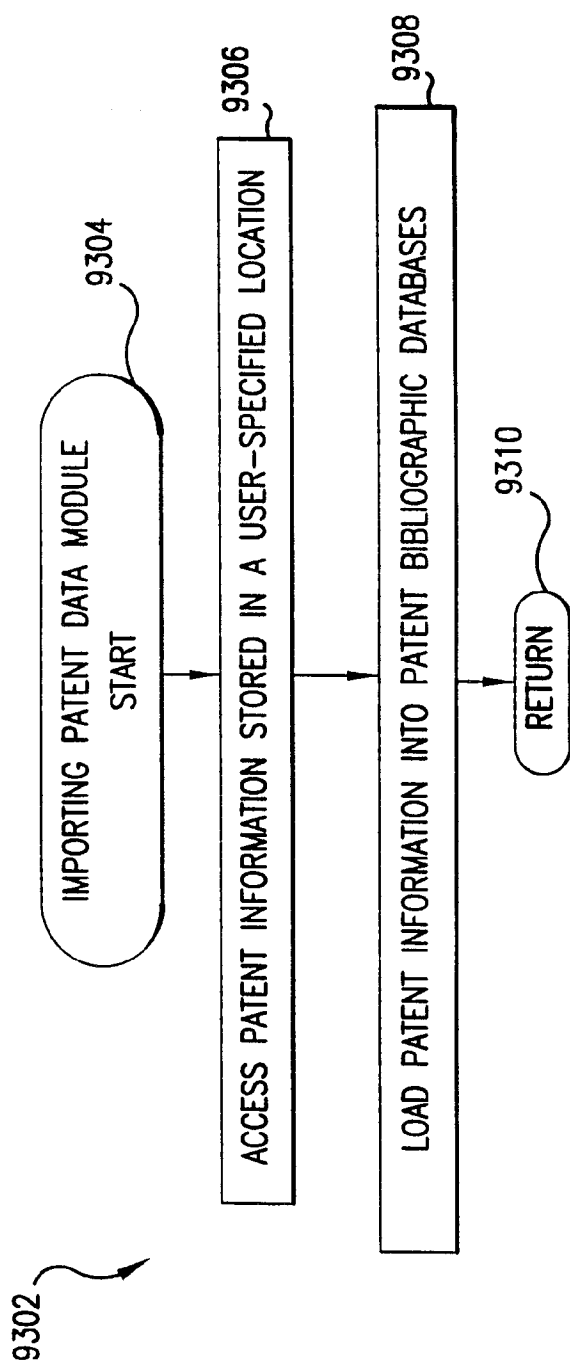 9302
IMPORTING PATENT DATA MODULE
START
9304
ACCESS PATENT INFORMATION STORED IN A USER-SPECIFIED LOCATION
9306
LOAD PATENT INFORMATION INTO PATENT BIBLIOGRAPHIC DATABASES
9308
RETURN
9310